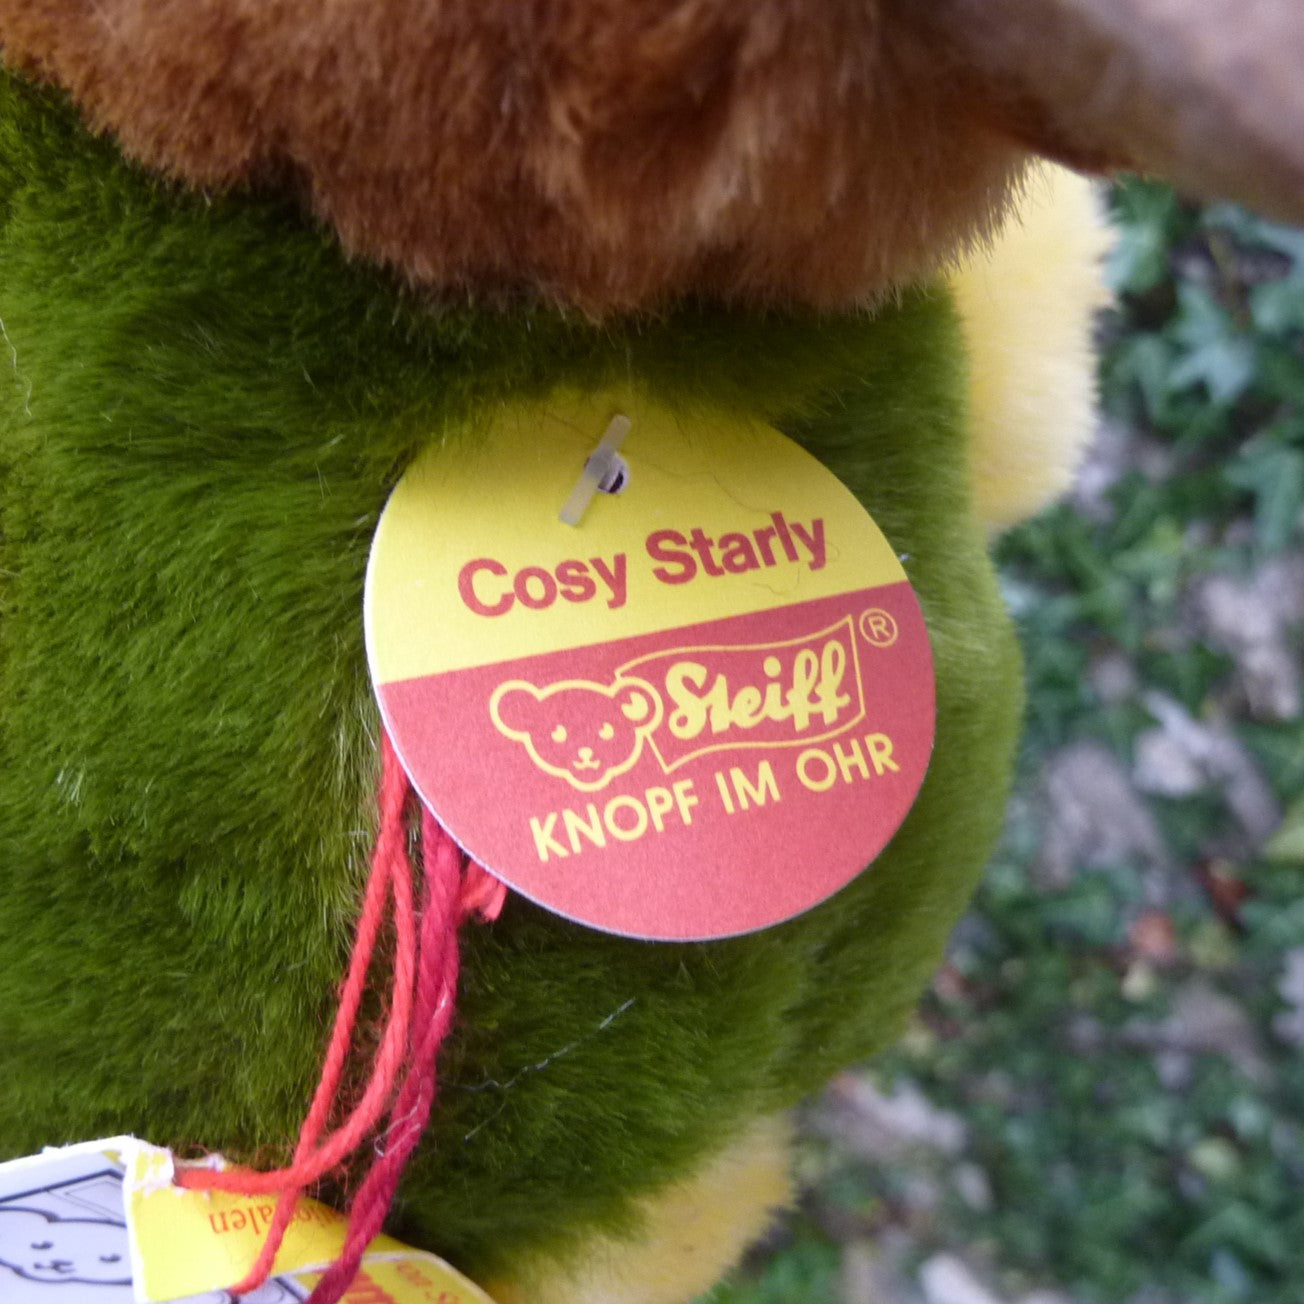 Cosy Starly
Steiff ®
KNOPF IM OHR